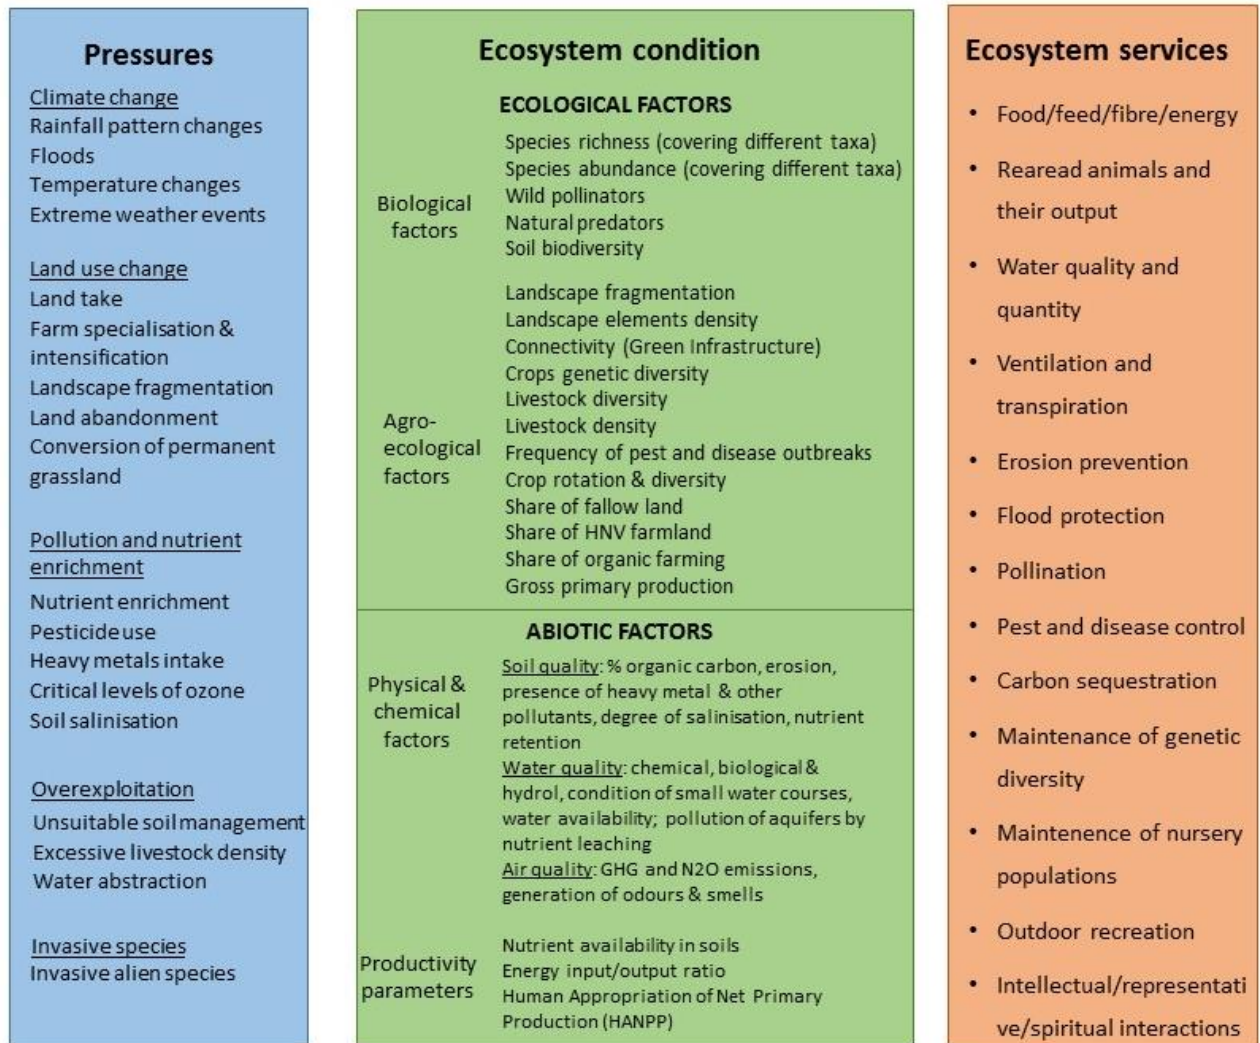 Pressures
Climate change
Rainfall pattern changes
Floods
Temperature changes
Extreme weather events
Land use change
Land take
Farm specialisation &
intensification
Landscape fragmentation
Land abandonment
Conversion of permanent
grassland
Pollution and nutrient
enrichment
Nutrient enrichment
Pesticide use
Heavy metals intake
Critical levels of ozone
Soil salinisation
Overexploitation
Unsuitable soil management
Excessive livestock density
Water abstraction
Invasive species
Invasive alien species
Ecosystem condition
ECOLOGICAL FACTORS
Biological
factors
Species richness (covering different taxa)
Species abundance (covering different taxa)
Wild pollinators
Natural predators
Soil biodiversity
Agro-
ecological
factors
Landscape fragmentation
Landscape elements density
Connectivity (Green Infrastructure)
Crops genetic diversity
Livestock diversity
Livestock density
Frequency of pest and disease outbreaks
Crop rotation & diversity
Share of fallow land
Share of HNV farmland
Share of organic farming
Gross primary production
ABIOTIC FACTORS
Physical &
chemical
factors
Soil quality: % organic carbon, erosion,
presence of heavy metal & other
pollutants, degree of salinisation, nutrient
retention
Water quality: chemical, biological &
hydrol, condition of small water courses,
water availability; pollution of aquifers by
nutrient leaching
Air quality: GHG and N2O emissions,
generation of odours & smells
Productivity
parameters
Nutrient availability in soils
Energy input/output ratio
Human Appropriation of Net Primary
Production (HANPP)
Ecosystem services
• Food/feed/fibre/energy
• Rearead animals and
their output
• Water quality and
quantity
• Ventilation and
transpiration
• Erosion prevention
• Flood protection
• Pollination
• Pest and disease control
• Carbon sequestration
• Maintenance of genetic
diversity
• Maintenence of nursery
populations
• Outdoor recreation
• Intellectual/representati
ve/spiritual interactions